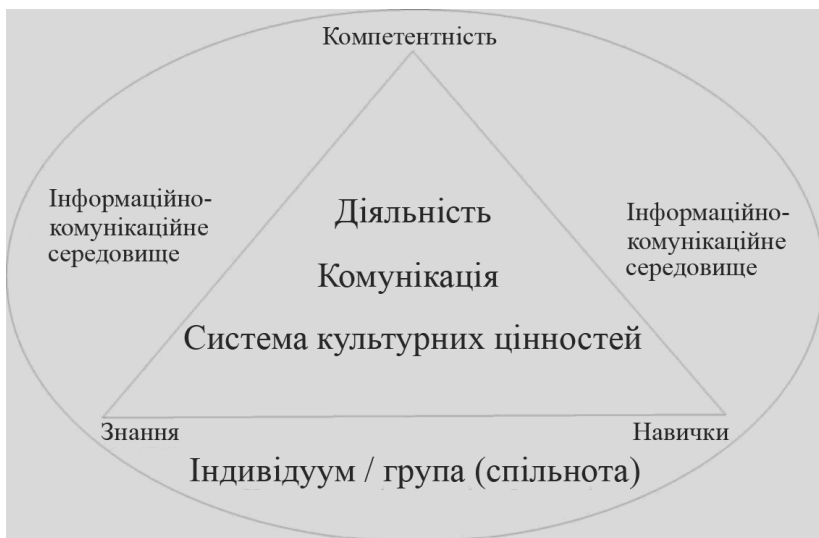 Компетентність
Інформаційно-
комунікаційне
середовище
Діяльність
Комунікація
Система культурних цінностей
Інформаційно-
комунікаційне
середовище
Знання
Навички
Індивідуум / група (спільнота)